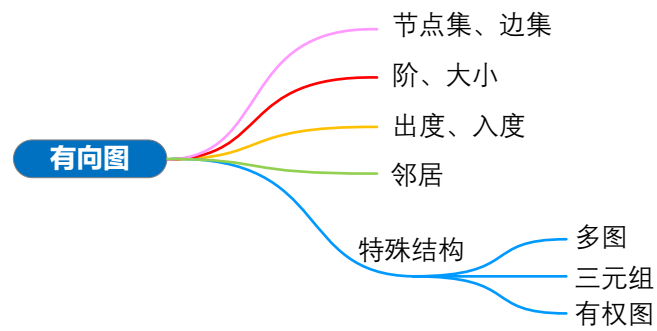 有向图
节点集、边集
阶、大小
出度、入度
邻居
特殊结构
多图
三元组
有权图